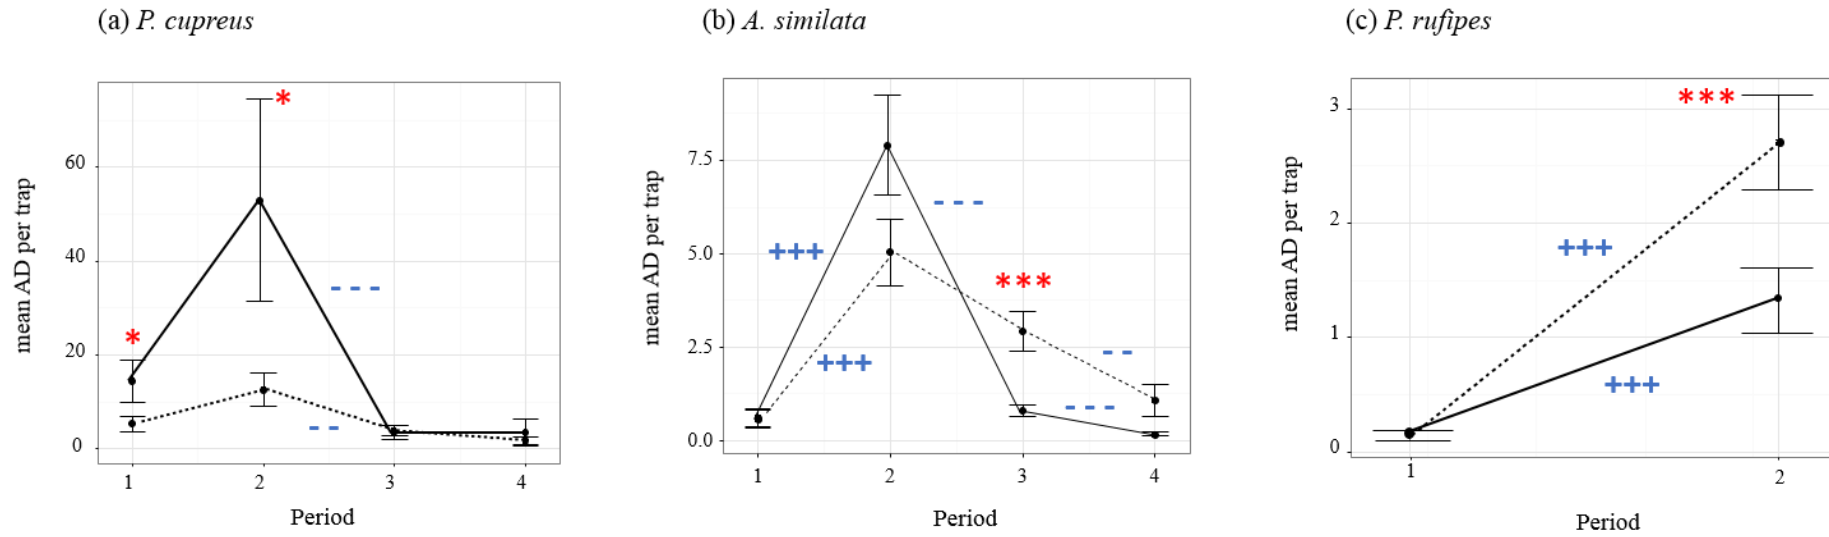 (a) P. cupreus
mean AD per trap
60
40
20
0
*
*
- - -
- -
1 2 3 4
Period
(b) A. similata
mean AD per trap
7.5
5.0
2.5
0.0
+++
+++
- - -
***
- -
- - -
1 2 3 4
Period
(c) P. rufipes
mean AD per trap
3
2
1
0
***
+++
+++
1 2
Period